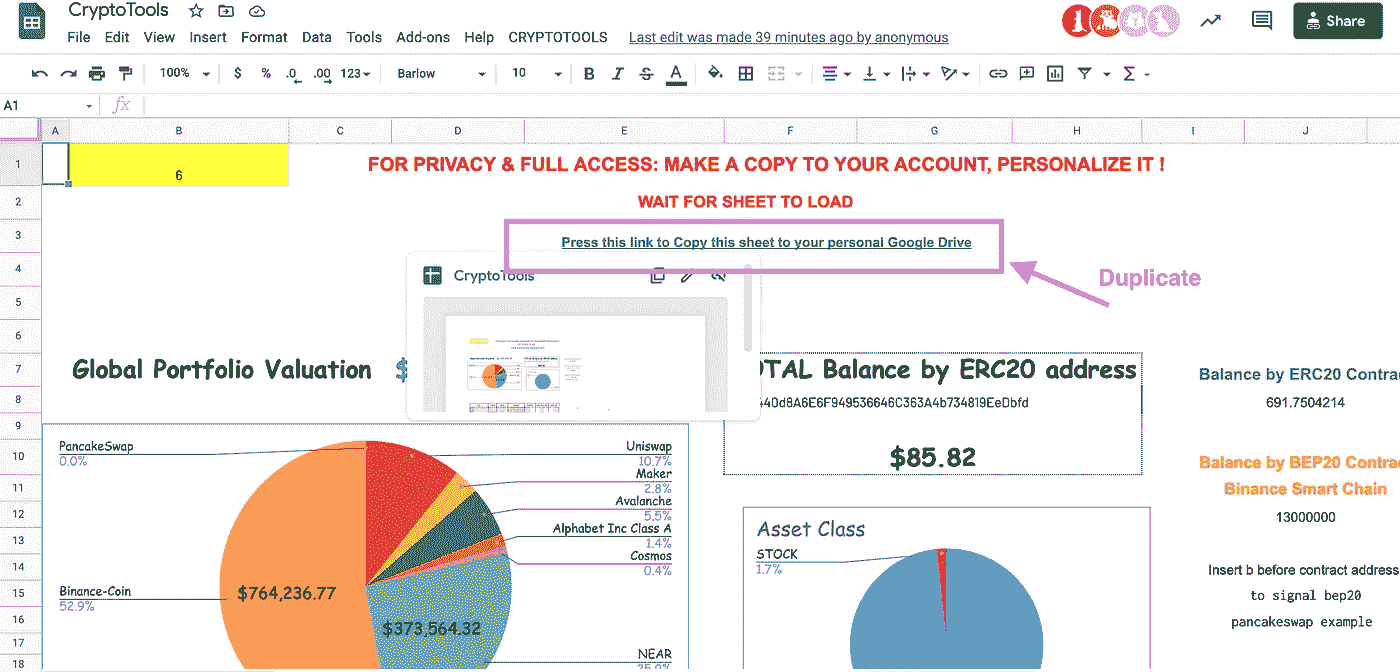 CryptoTools
File Edit View Insert Format Data Tools Add-ons Help CRYPTOTOOLS Last edit was made 39 minutes ago by anonymous
Share
100% $ % .0 .00 123 Barlow 10 B I S A
A1 fx
A B C D E F G H I J
1 6 FOR PRIVACY & FULL ACCESS: MAKE A COPY TO YOUR ACCOUNT, PERSONALIZE IT !
2 WAIT FOR SHEET TO LOAD
3 Press this link to Copy this sheet to your personal Google Drive
4 CryptoTools
Duplicate
5
6
7 Global Portfolio Valuation $ TAL Balance by ERC20 address Balance by ERC20 Contra
8 440d8A6E6F949536646C363A4b734819EeDbfd 691.7504214
9
10 PancakeSwap
0.0%
Uniswap
10.7%
$85.82
Balance by BEP20 Contra
Binance Smart Chain
11 Maker
2.8%
12 Avalanche
5.5%
13000000
13 Alphabet Inc Class A
1.4%
Asset Class
14 Cosmos
0.4%
STOCK
1.7%
Insert b before contract address
15 Binance-Coin
52.9%
$764,236.77
to signal bep20
16 $373,564.32
pancakeswap example
17 NEAR
18 25.9%